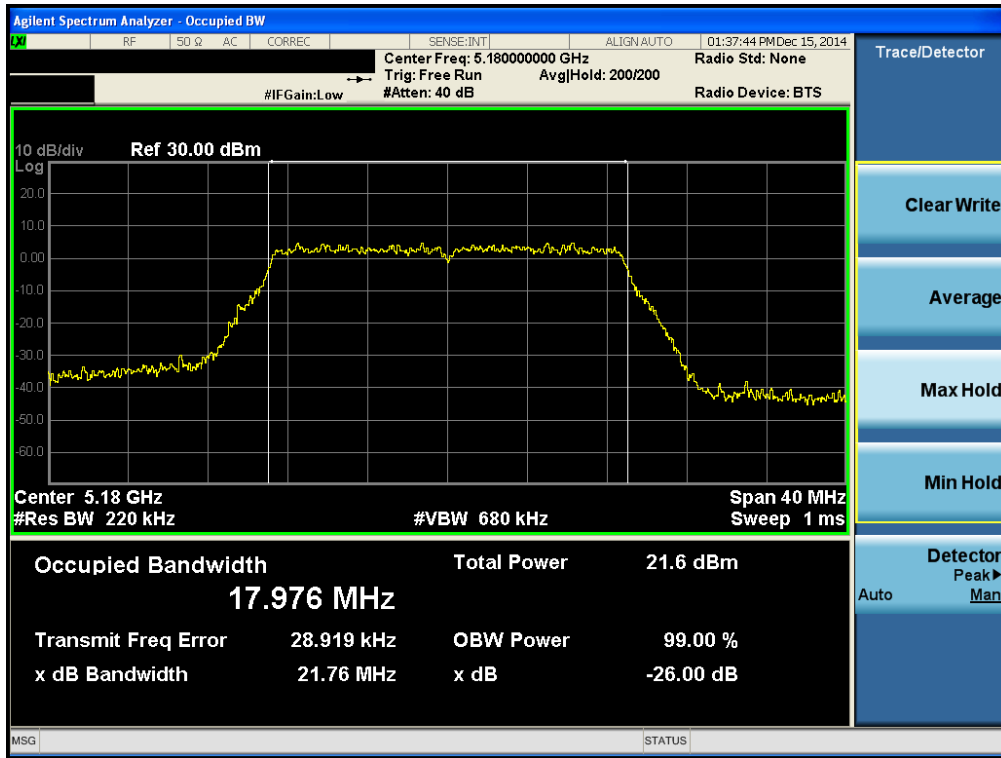 Agilent Spectrum Analyzer - Occupied BW
LXI RF 50 Ω AC CORREC SENSE:INT ALIGN AUTO 01:37:44 PM Dec 15, 2014
Center Freq: 5.180000000 GHz Radio Std: None
Trig: Free Run Avg|Hold: 200/200
#IFGain:Low #Atten: 40 dB Radio Device: BTS
10 dB/div Ref 30.00 dBm
Log
20.0
10.0
0.00
-10.0
-20.0
-30.0
-40.0
-50.0
-60.0
Center 5.18 GHz Span 40 MHz
#Res BW 220 kHz #VBW 680 kHz Sweep 1 ms
Occupied Bandwidth Total Power 21.6 dBm
17.976 MHz
Transmit Freq Error 28.919 kHz OBW Power 99.00 %
x dB Bandwidth 21.76 MHz x dB -26.00 dB
MSG STATUS
Trace/Detector
Clear Write
Average
Max Hold
Min Hold
Detector
Peak▶
Auto Man